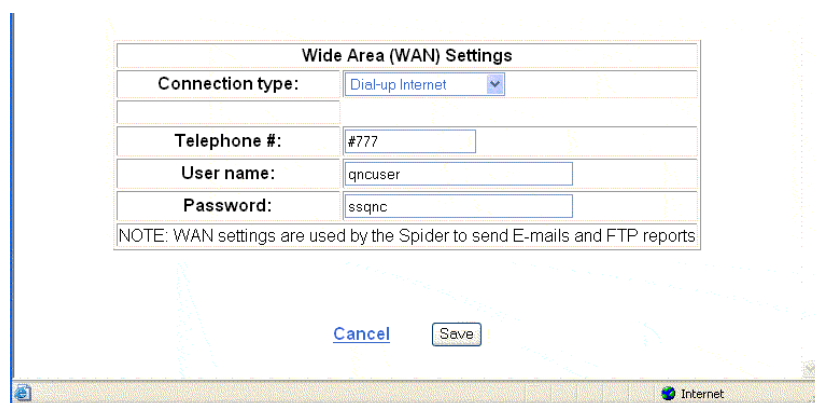 Wide Area (WAN) Settings
Connection type: Dial-up Internet
Telephone #: #777
User name: qncuser
Password: ssqnc
NOTE: WAN settings are used by the Spider to send E-mails and FTP reports
Cancel Save
Internet